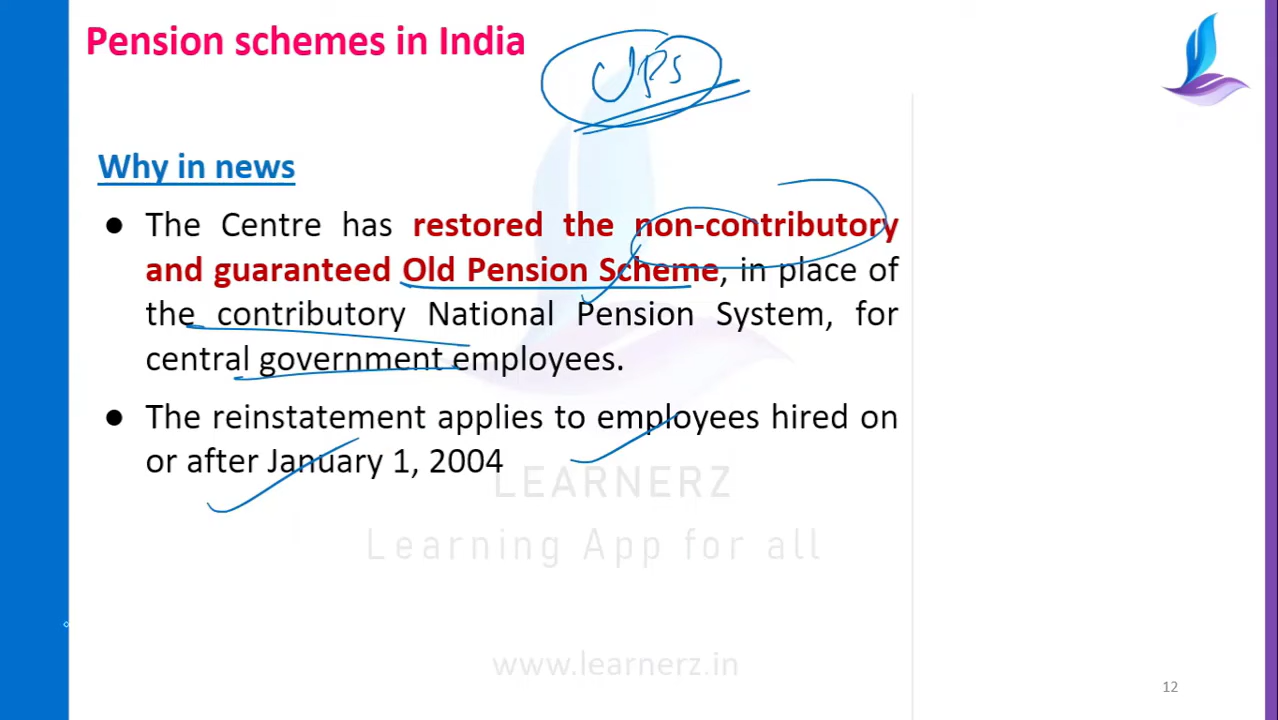 Pension schemes in India
UPS
Why in news
● The Centre has restored the non-contributory
and guaranteed Old Pension Scheme, in place of
the contributory National Pension System, for
central government employees.
● The reinstatement applies to employees hired on
or after January 1, 2004
LEARNERZ
Learning App for all
www.learnerz.in
12